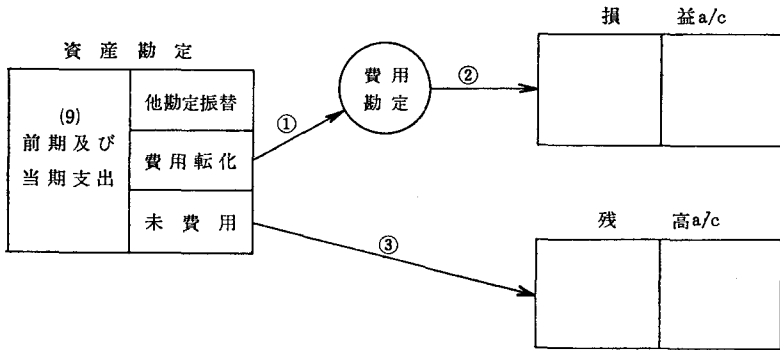 資産勘定
(9)
前期及び
当期支出
他勘定振替
費用転化
未費用
①
費用
勘定
②
③
損益a/c
残高a/c